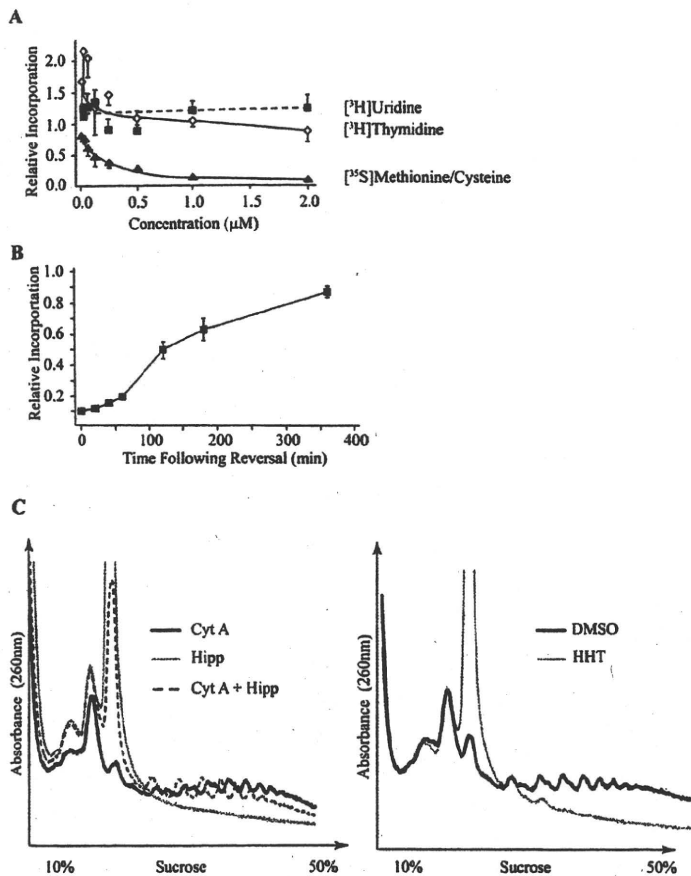 A
Relative Incorporation
2.0
1.5
1.0
0.5
0.0
0.0
0.5
1.0
1.5
2.0
Concentration (μM)
[³H]Uridine
[³H]Thymidine
[³⁵S]Methionine/Cysteine
B
Relative Incorportation
1.0
0.8
0.6
0.4
0.2
0
100
200
300
400
Time Following Reversal (min)
C
Absorbance (260nm)
Cyt A
Hipp
Cyt A + Hipp
10%
Sucrose
50%
Absorbance (260nm)
DMSO
HHT
10%
Sucrose
50%